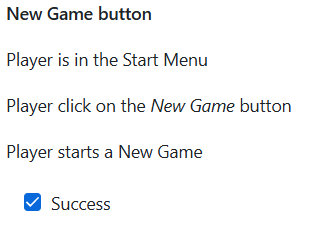 New Game button
Player is in the Start Menu
Player click on the New Game button
Player starts a New Game
Success